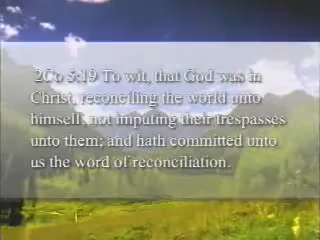 2Co 5:19 To wit, that God was in
Christ, reconciling the world unto
himself, not imputing their trespasses
unto them; and hath committed unto
us the word of reconciliation.